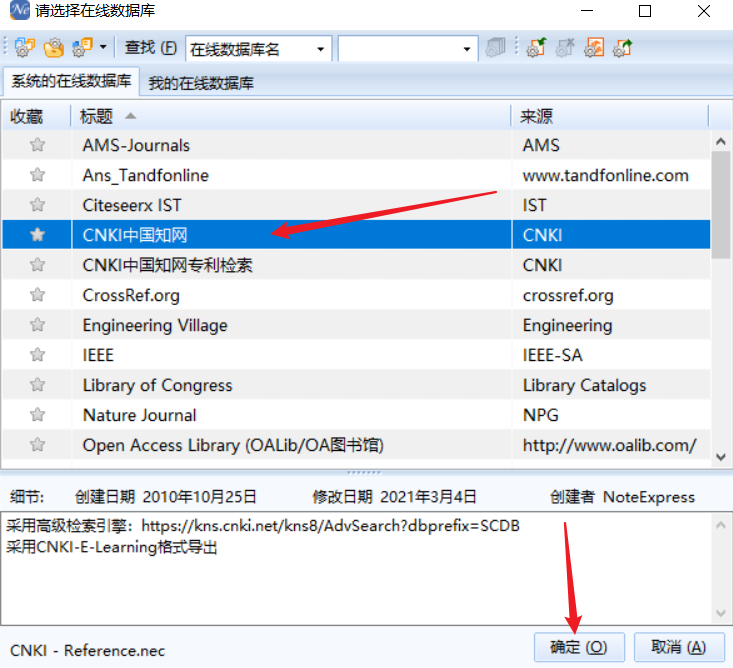 请选择在线数据库
查找 (F) 在线数据库名
系统的在线数据库 我的在线数据库
收藏 标题 来源
AMS-Journals AMS
Ans_Tandfonline www.tandfonline.com
Citeseerx IST IST
CNKI中国知网 CNKI
CNKI中国知网专利检索 CNKI
CrossRef.org crossref.org
Engineering Village Engineering
IEEE IEEE-SA
Library of Congress Library Catalogs
Nature Journal NPG
Open Access Library (OALib/OA图书馆) http://www.oalib.com/
细节: 创建日期 2010年10月25日 修改日期 2021年3月4日 创建者 NoteExpress
采用高级检索引擎：https://kns.cnki.net/kns8/AdvSearch?dbprefix=SCDB
采用CNKI-E-Learning格式导出
CNKI - Reference.nec 确定 (O) 取消 (A)